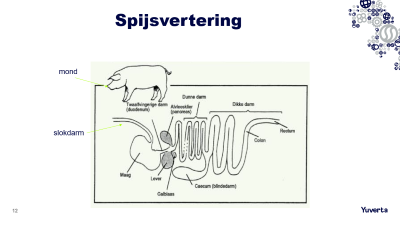 Spijsvertering
mond
slokdarm
Dunne darm
Twaalfvingerige darm
(duodenum)
Alvleesklier
(pancreas)
Dikke darm
Rectum
Colon
Maag
Lever
Galblaas
Caecum (blindedarm)
12
Yuverta